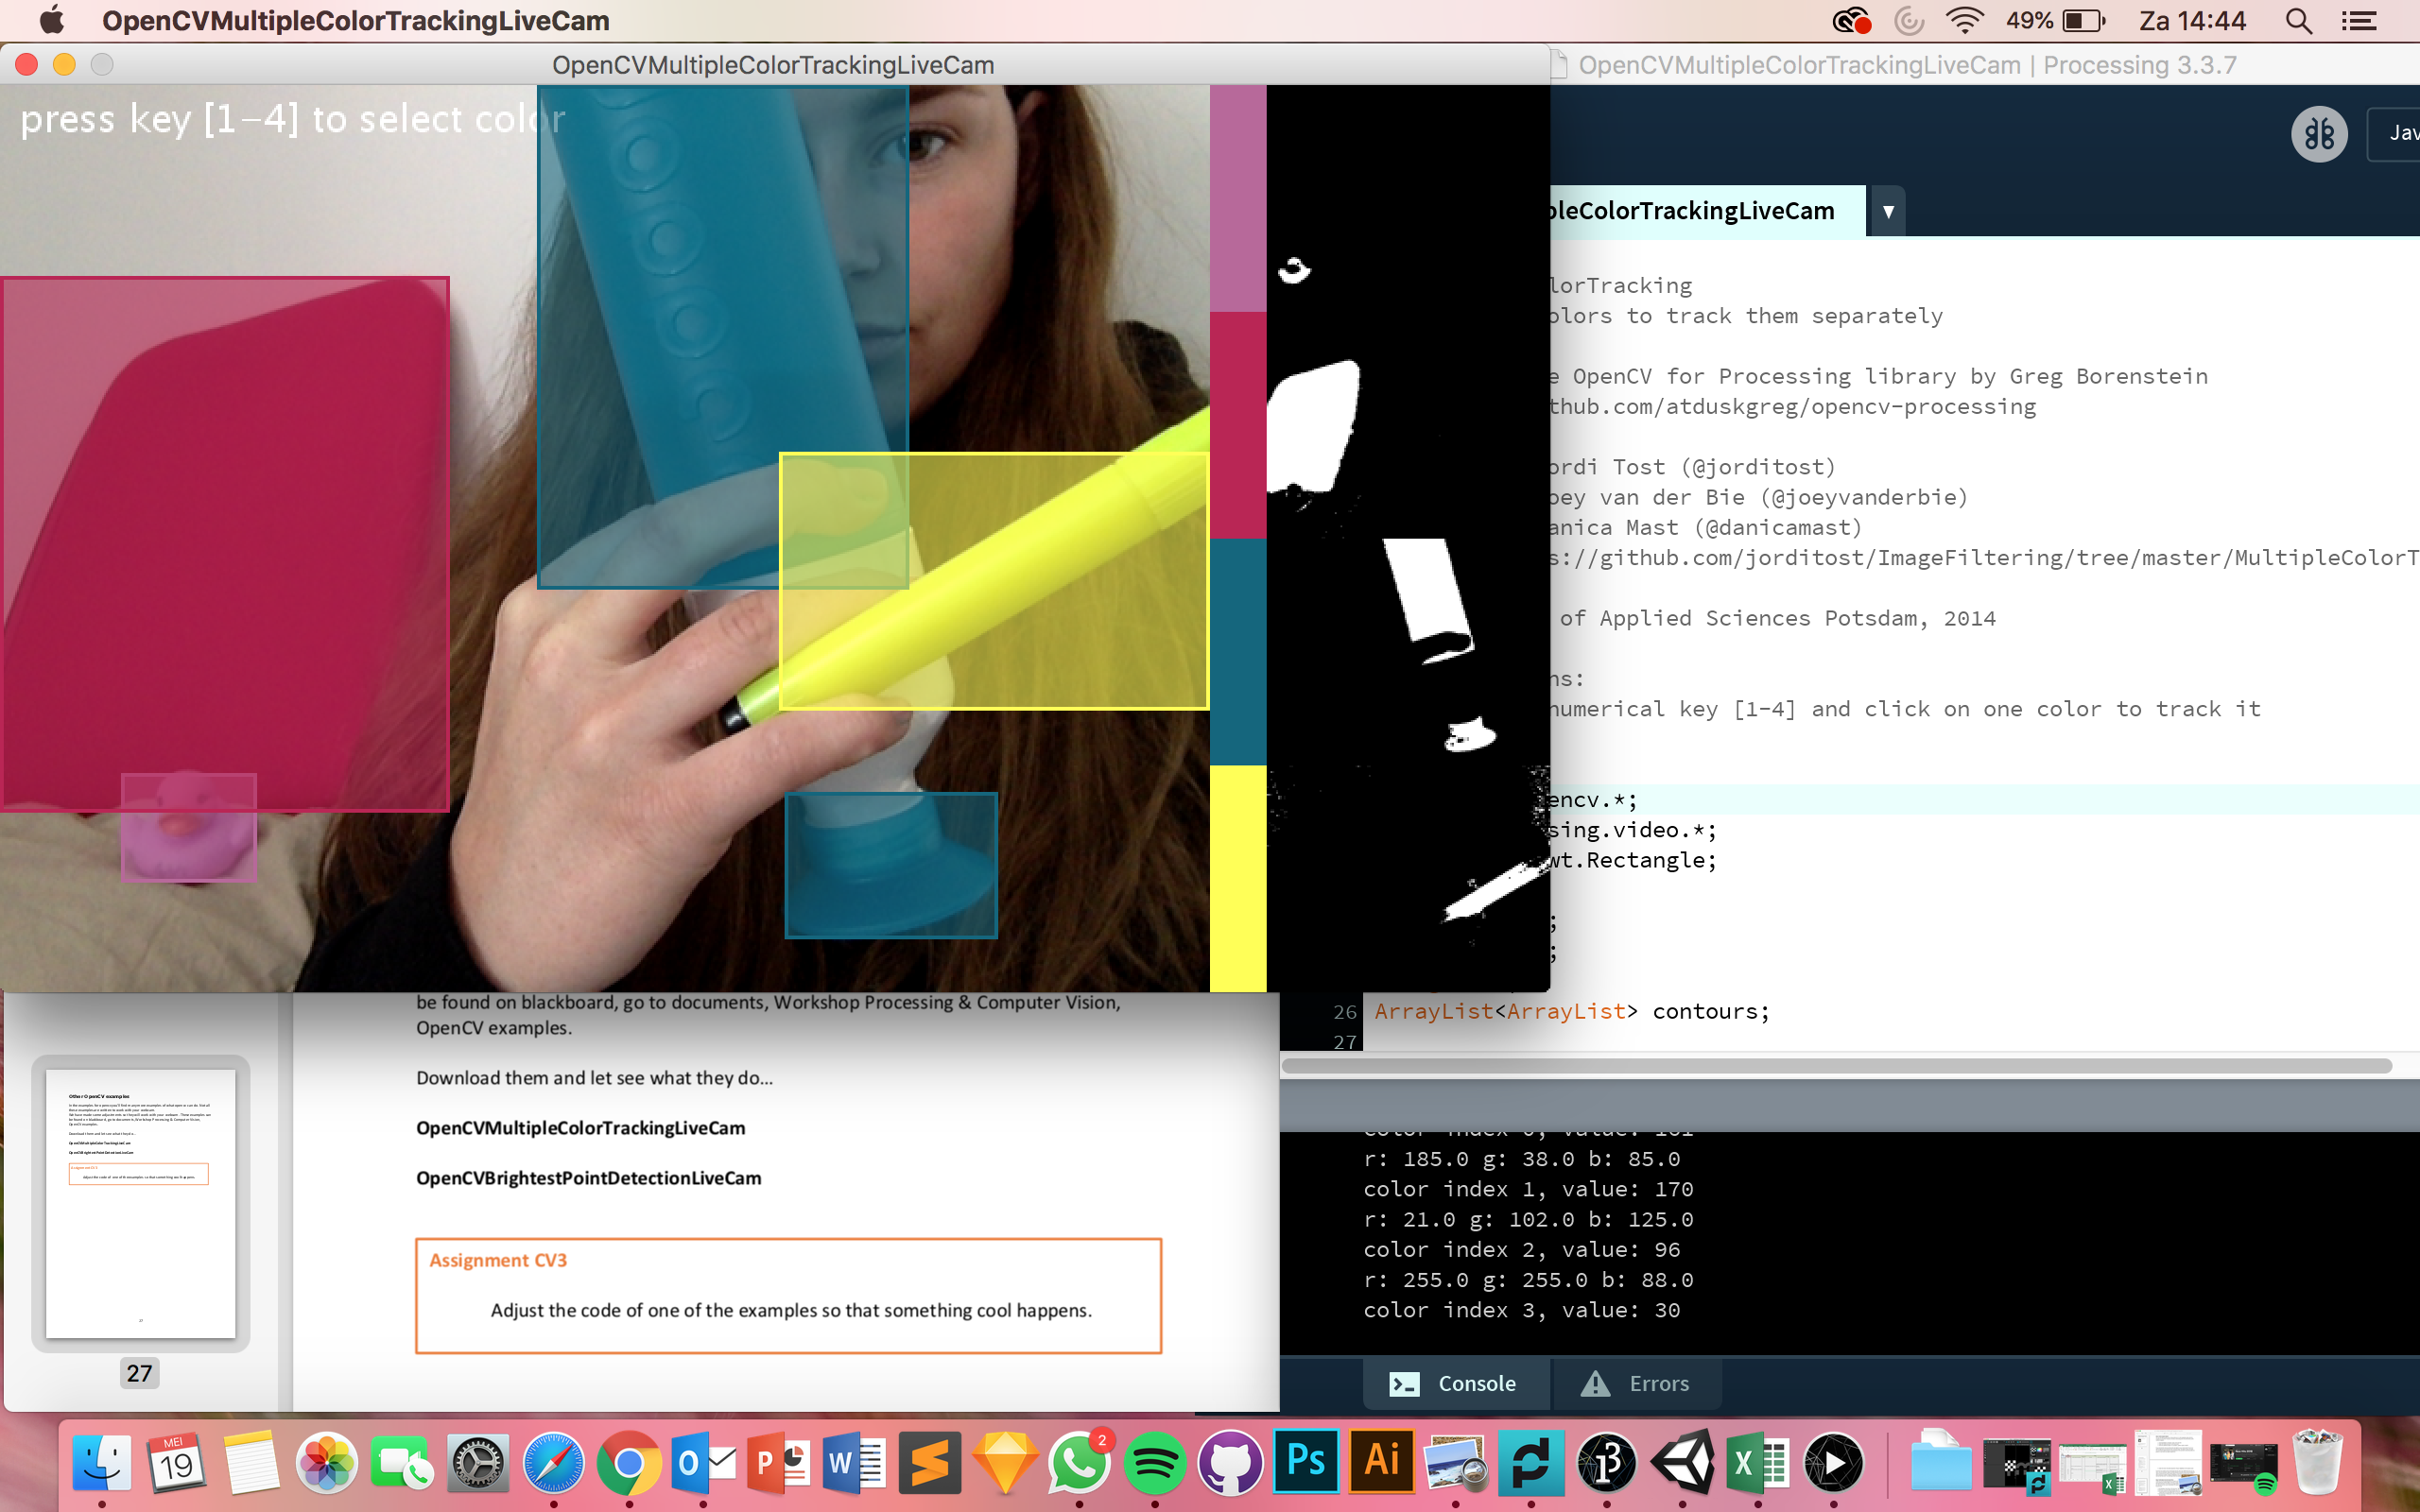 OpenCVMultipleColorTrackingLiveCam
49%
Za 14:44
OpenCVMultipleColorTrackingLiveCam
OpenCVMultipleColorTrackingLiveCam | Processing 3.3.7
press key [1-4] to select color
Jav
pleColorTrackingLiveCam
lorTracking
olors to track them separately
e OpenCV for Processing library by Greg Borenstein
thub.com/atduskgreg/opencv-processing
ordi Tost (@jorditost)
oey van der Bie (@joeyvanderbie)
anica Mast (@danicamast)
s://github.com/jorditost/ImageFiltering/tree/master/MultipleColorT
of Applied Sciences Potsdam, 2014
ns:
numerical key [1-4] and click on one color to track it
encv.*;
sing.video.*;
wt.Rectangle;
;
;
26 ArrayList<ArrayList> contours;
27
be found on blackboard, go to documents, Workshop Processing & Computer Vision,
OpenCV examples.
Download them and let see what they do...
OpenCVMultipleColorTrackingLiveCam
OpenCVBrightestPointDetectionLiveCam
Assignment CV3
Adjust the code of one of the examples so that something cool happens.
Other OpenCV examples
27
r: 185.0 g: 38.0 b: 85.0
color index 1, value: 170
r: 21.0 g: 102.0 b: 125.0
color index 2, value: 96
r: 255.0 g: 255.0 b: 88.0
color index 3, value: 30
Console
Errors
MEI
19
2
Ps
Ai